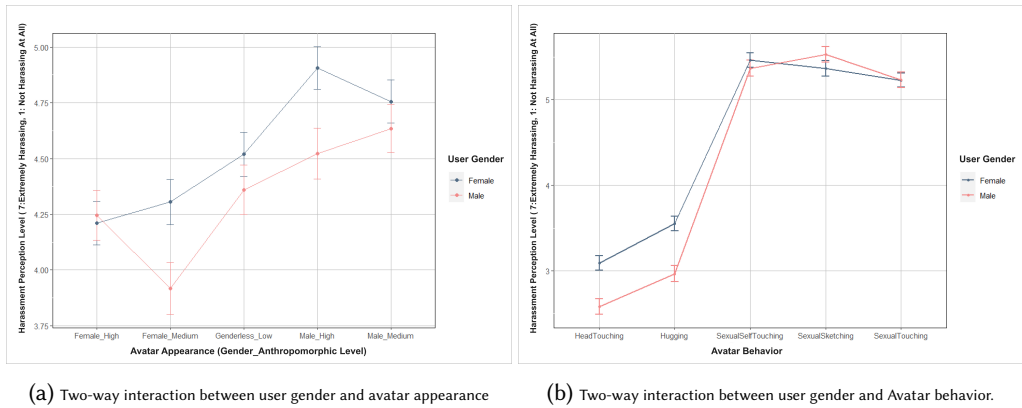 Harassment Perception Level ( 7:Extremely Harassing, 1: Not Harassing At All)
5.00
4.75
4.50
4.25
4.00
3.75
Female_High
Female_Medium
Genderless_Low
Male_High
Male_Medium
Avatar Appearance (Gender_Anthropomorphic Level)
User Gender
Female
Male
(a) Two-way interaction between user gender and avatar appearance
Harassment Perception Level ( 7:Extremely Harassing, 1: Not Harassing At All)
5
3
HeadTouching
Hugging
SexualSelfTouching
SexualSketching
SexualTouching
Avatar Behavior
User Gender
Female
Male
(b) Two-way interaction between user gender and Avatar behavior.